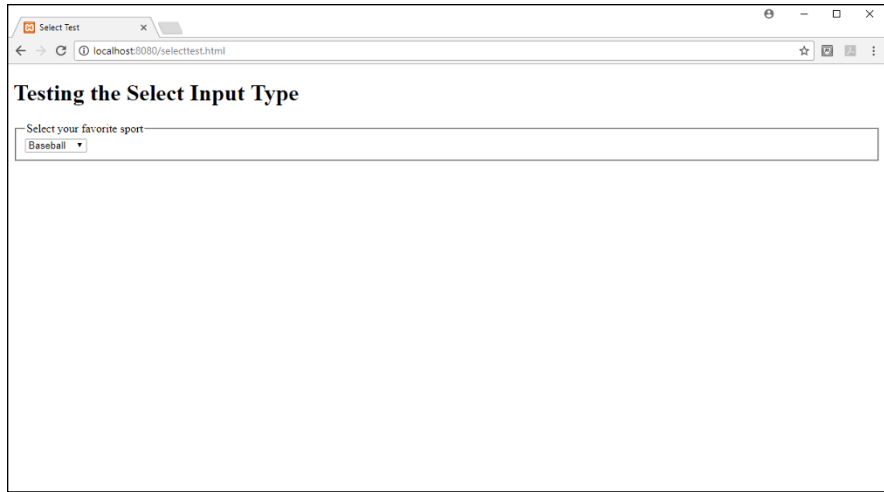 Select Test
localhost:8080/selecttest.html
Testing the Select Input Type
Select your favorite sport
Baseball